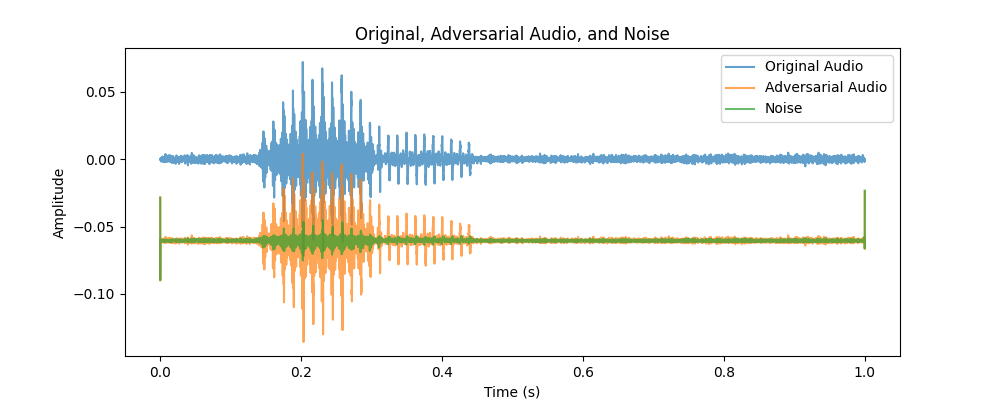 Original, Adversarial Audio, and Noise
Original Audio
Adversarial Audio
Noise
Amplitude
0.05
0.00
−0.05
−0.10
0.0
0.2
0.4
0.6
0.8
1.0
Time (s)